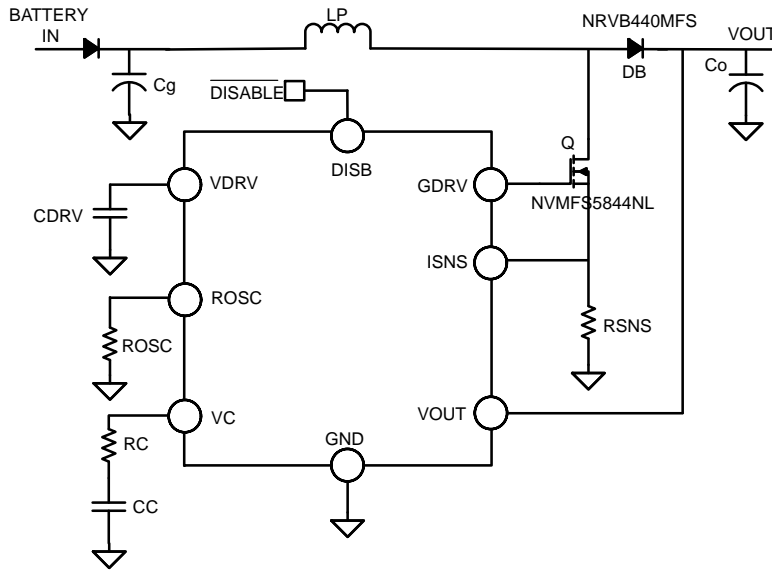 BATTERY
IN
LP
NRVB440MFS
VOUT
DB
Co
Cg
DISABLE
DISB
Q
VDRV
GDRV
NVMFS5844NL
CDRV
ISNS
ROSC
RSNS
ROSC
VC
VOUT
RC
GND
CC